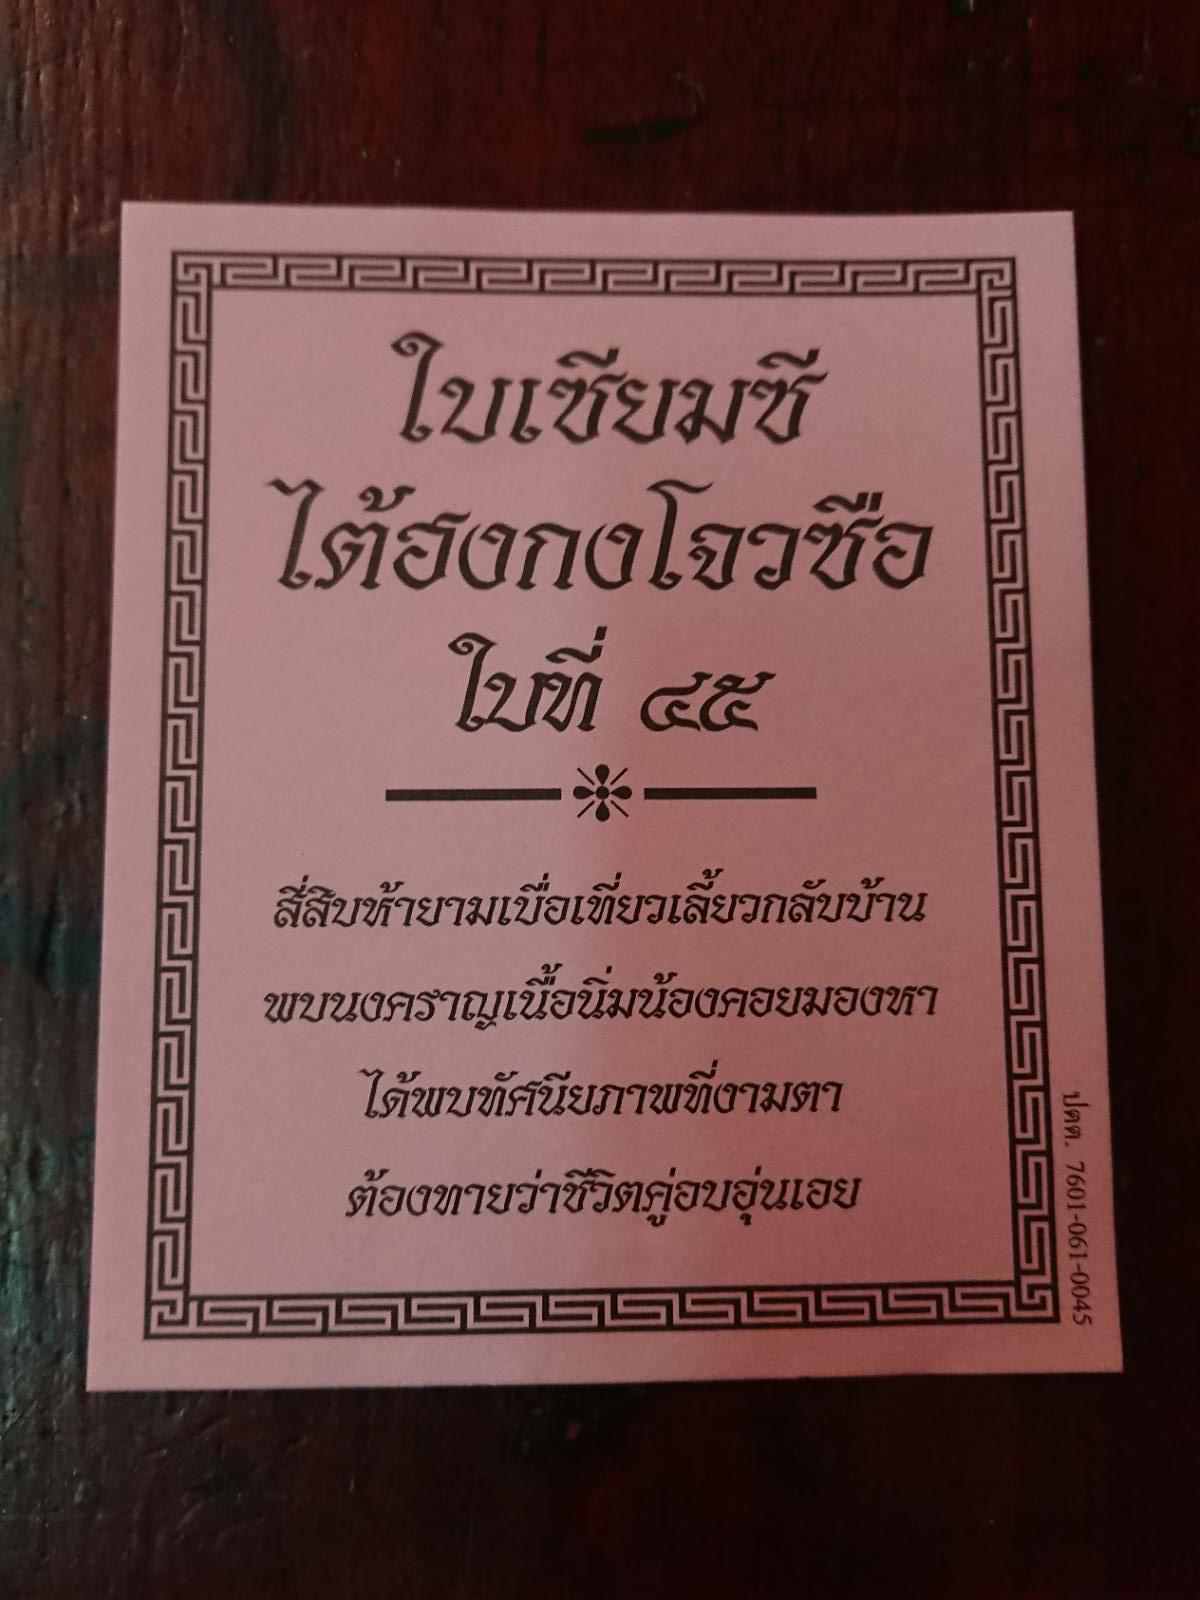 ใบเซียมซี
ไต้ฮงกงโจวซือ
ใบที่ ๔๕
สี่สิบห้ายามเบื่อเที่ยวเลี้ยวกลับบ้าน
พบนงคราญเนื้อนิ่มน้องคอยมองหา
ได้พบทัศนียภาพที่งามตา
ต้องทายว่าชีวิตคู่อบอุ่นเอย
ปตต. 7601-061-0045